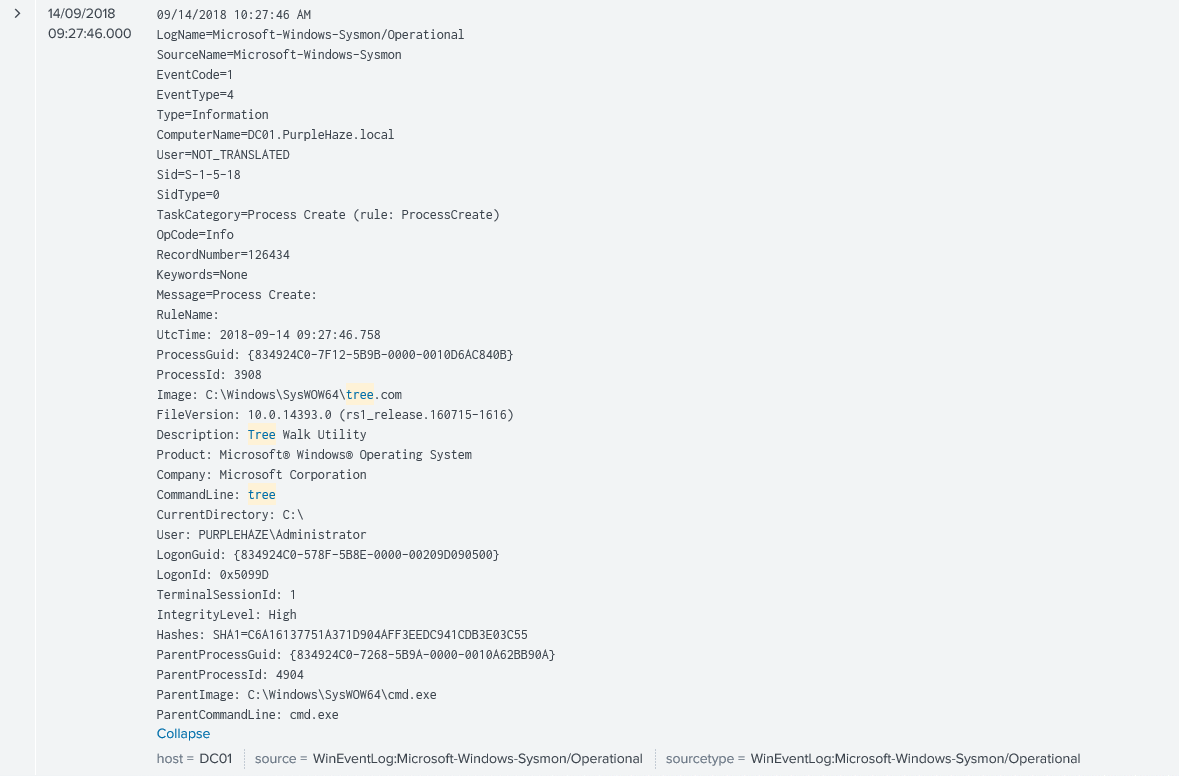 14/09/2018
09:27:46.000
09/14/2018 10:27:46 AM
LogName=Microsoft-Windows-Sysmon/Operational
SourceName=Microsoft-Windows-Sysmon
EventCode=1
EventType=4
Type=Information
ComputerName=DC01.PurpleHaze.local
User=NOT_TRANSLATED
Sid=S-1-5-18
SidType=0
TaskCategory=Process Create (rule: ProcessCreate)
OpCode=Info
RecordNumber=126434
Keywords=None
Message=Process Create:
RuleName:
UtcTime: 2018-09-14 09:27:46.758
ProcessGuid: {834924C0-7F12-5B9B-0000-0010D6AC840B}
ProcessId: 3908
Image: C:\Windows\SysWOW64\tree.com
FileVersion: 10.0.14393.0 (rs1_release.160715-1616)
Description: Tree Walk Utility
Product: Microsoft® Windows® Operating System
Company: Microsoft Corporation
CommandLine: tree
CurrentDirectory: C:\
User: PURPLEHAZE\Administrator
LogonGuid: {834924C0-578F-5B8E-0000-00209D090500}
LogonId: 0x5099D
TerminalSessionId: 1
IntegrityLevel: High
Hashes: SHA1=C6A16137751A371D904AFF3EEDC941CDB3E03C55
ParentProcessGuid: {834924C0-7268-5B9A-0000-0010A62BB90A}
ParentProcessId: 4904
ParentImage: C:\Windows\SysWOW64\cmd.exe
ParentCommandLine: cmd.exe
Collapse
host = DC01 source = WinEventLog:Microsoft-Windows-Sysmon/Operational sourcetype = WinEventLog:Microsoft-Windows-Sysmon/Operational